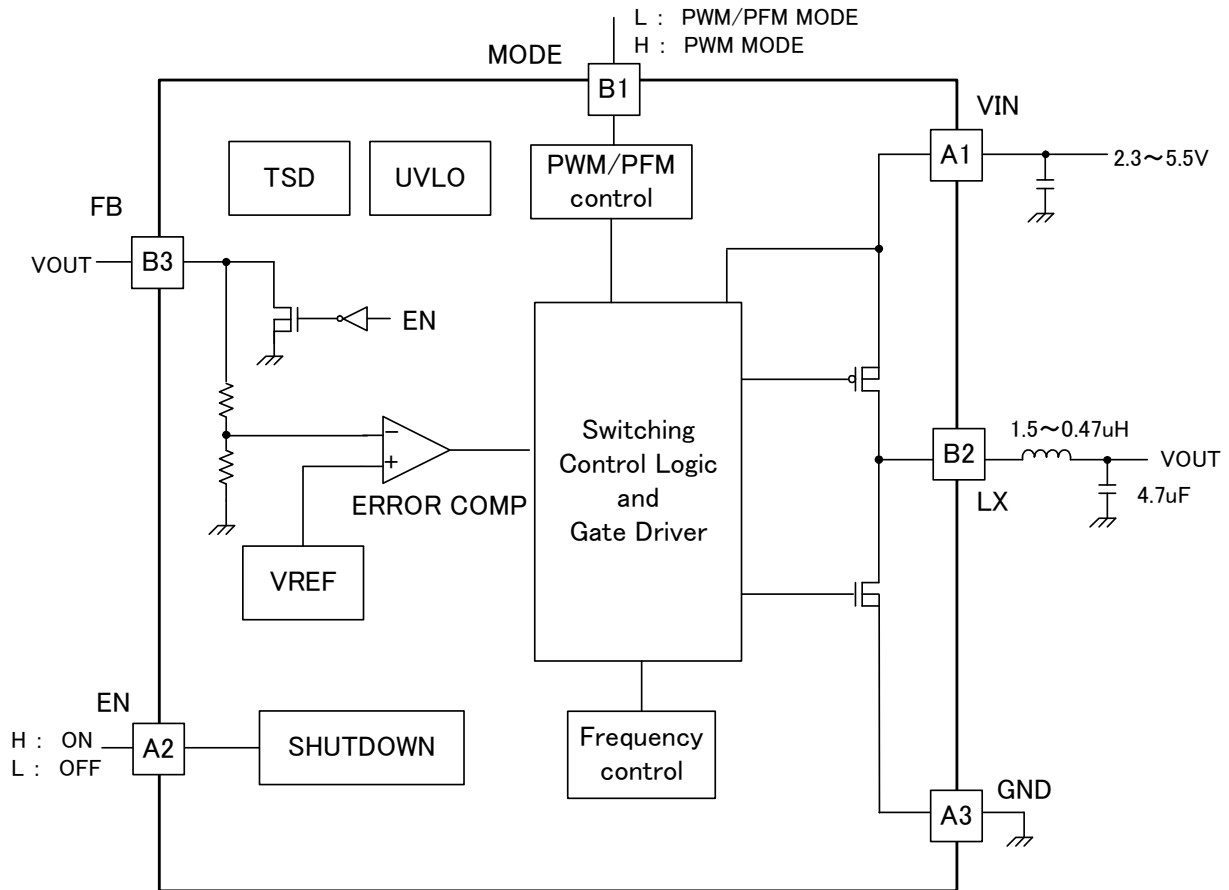 L : PWM/PFM MODE
H : PWM MODE
MODE
B1
VIN
A1
2.3～5.5V
TSD
UVLO
PWM/PFM
control
FB
VOUT
B3
EN
Switching
Control Logic
and
Gate Driver
−
+
ERROR COMP
1.5～0.47uH
B2
VOUT
LX
4.7uF
VREF
EN
H : ON
L : OFF
A2
SHUTDOWN
Frequency
control
GND
A3